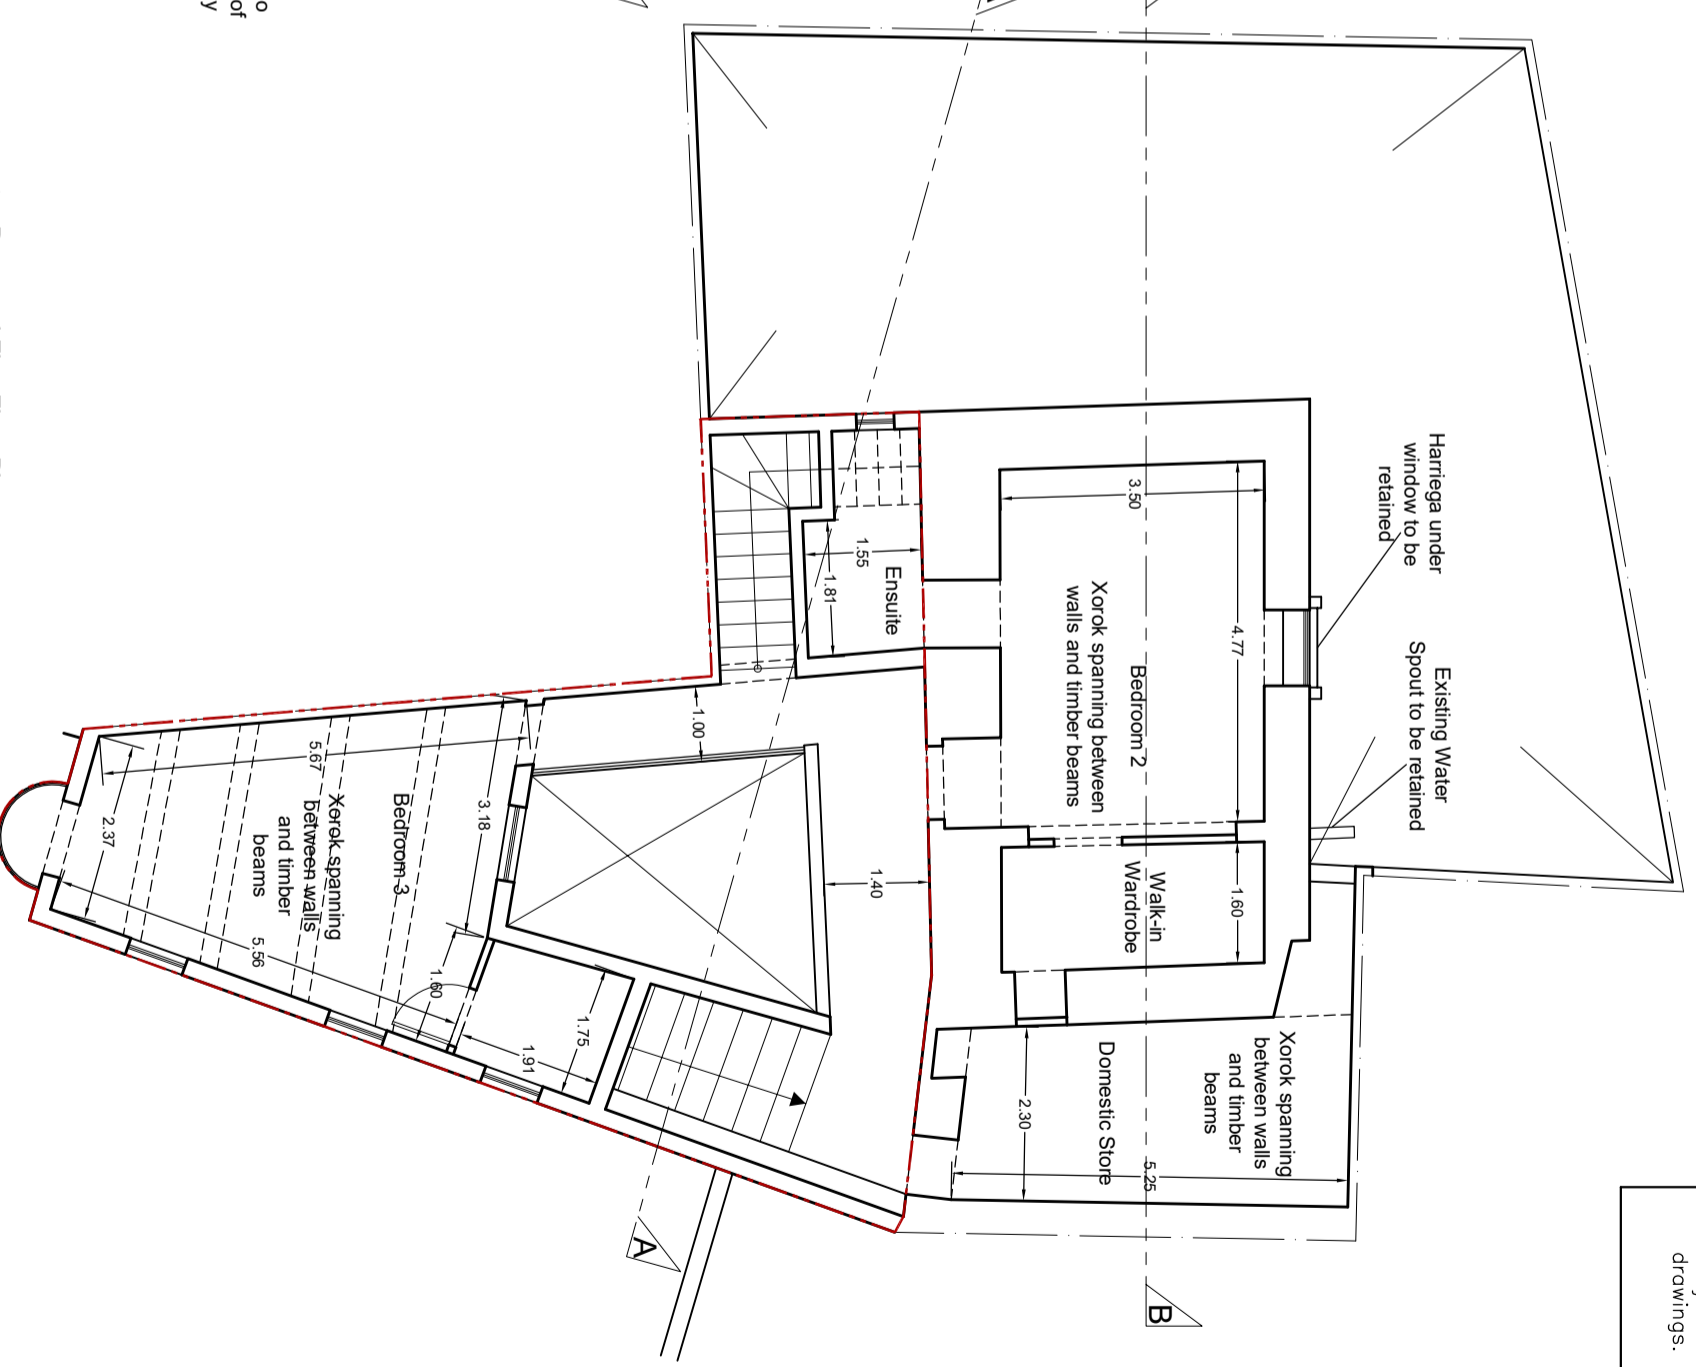 drawings.
Harriega under
window to be
retained
Existing Water
Spout to be retained
3.50
4.77
Bedroom 2
Xorok spanning between
walls and timber beams
1.60
Walk-in
Wardrobe
Xorok spanning
between walls
and timber
beams
Domestic Store
5.25
2.30
Ensuite
1.55
1.81
1.00
1.40
3.18
5.67
Bedroom 3
Xorok spanning
between walls
and timber
beams
2.37
5.56
1.60
1.75
1.91
A
B
o
of
y